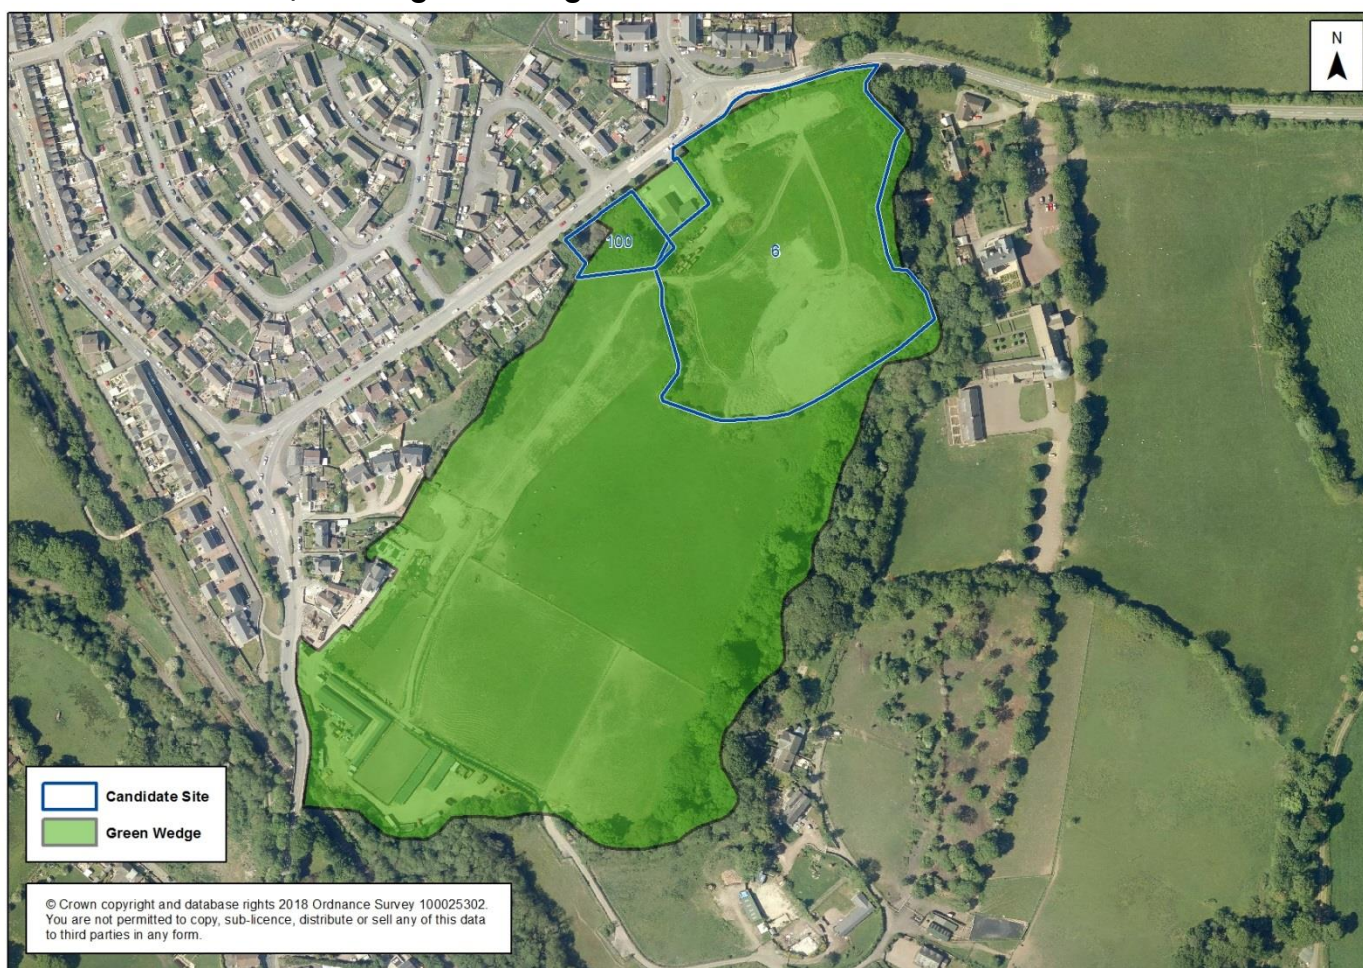 N
100
6
Candidate Site
Green Wedge
© Crown copyright and database rights 2018 Ordnance Survey 100025302.
You are not permitted to copy, sub-licence, distribute or sell any of this data
to third parties in any form.